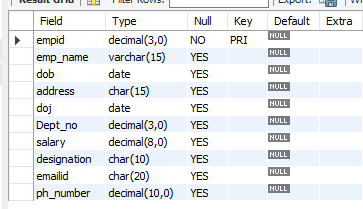 Result Grid Filter Rows: Export: W
Field Type Null Key Default Extra
empid decimal(3,0) NO PRI NULL
emp_name varchar(15) YES NULL
dob date YES NULL
address char(15) YES NULL
doj date YES NULL
Dept_no decimal(3,0) YES NULL
salary decimal(8,0) YES NULL
designation char(10) YES NULL
emailid char(20) YES NULL
ph_number decimal(10,0) YES NULL